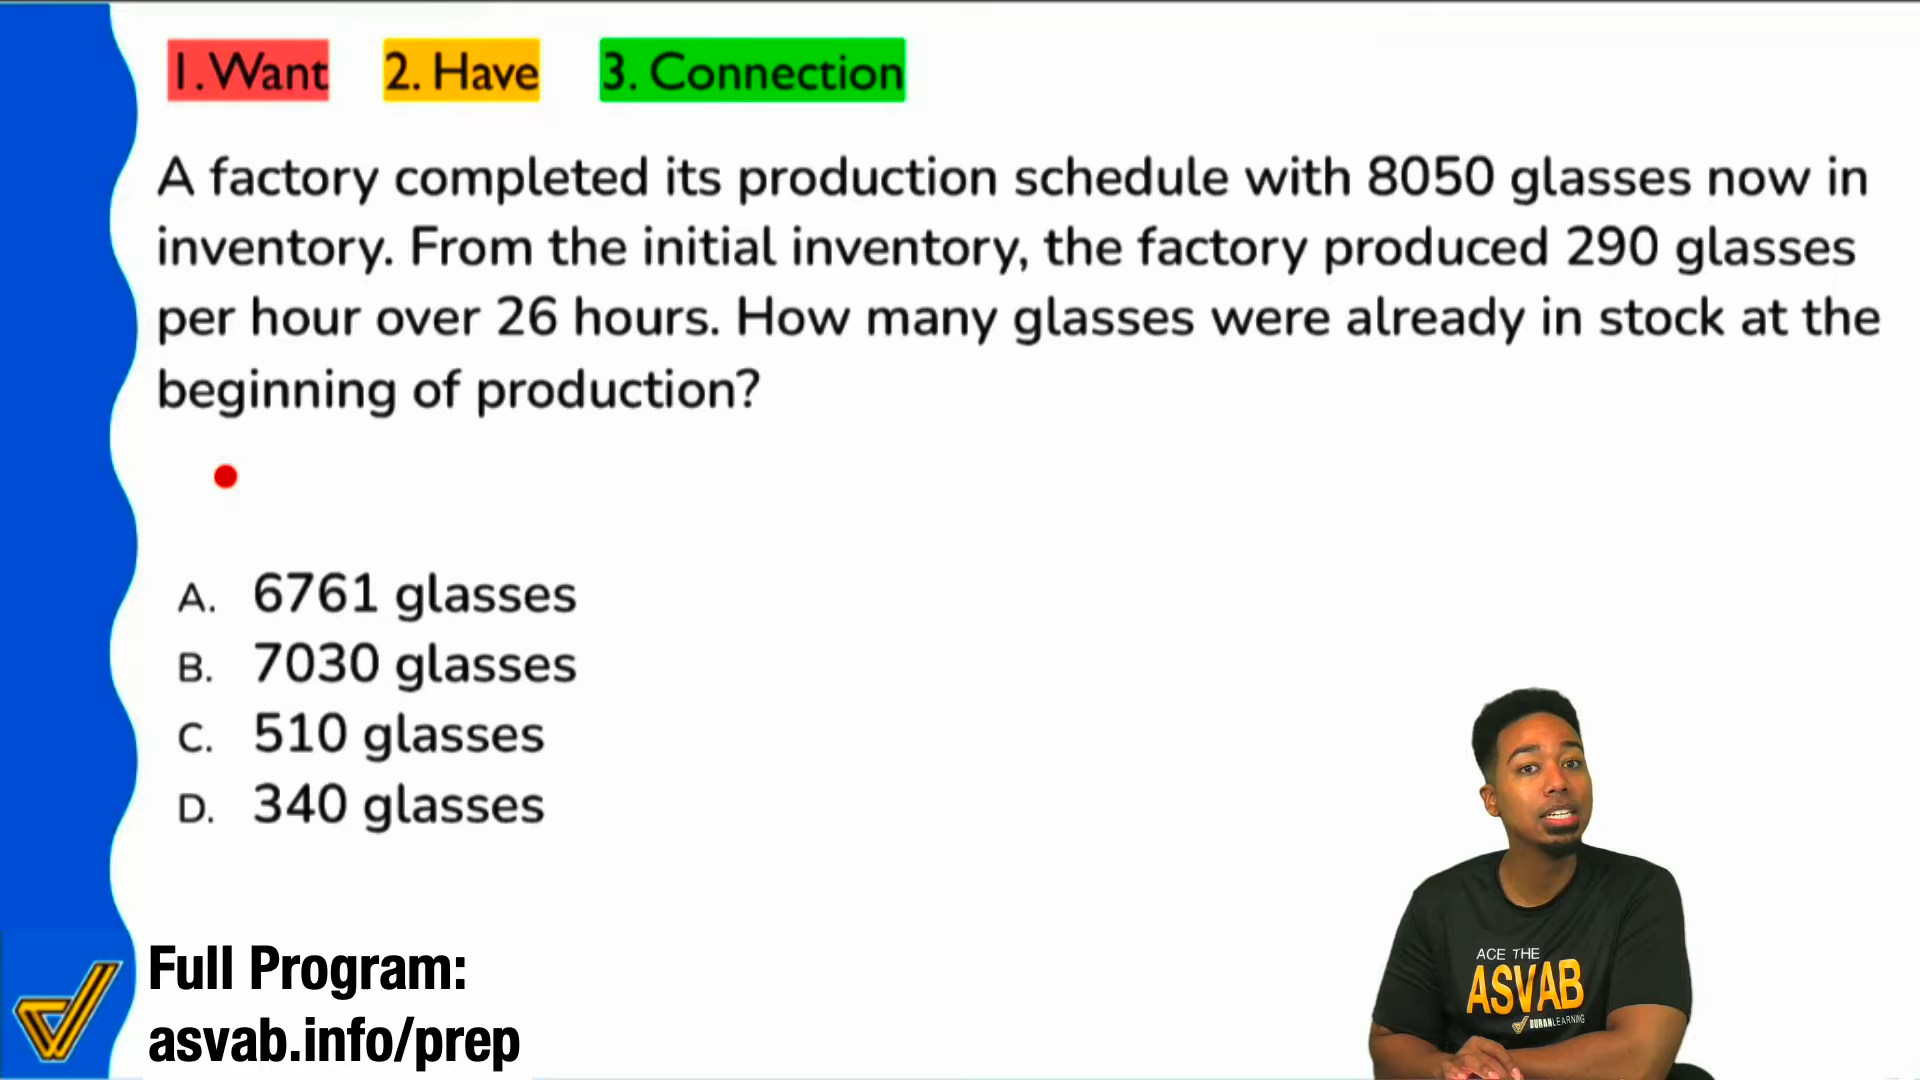 1. Want 2. Have 3. Connection
A factory completed its production schedule with 8050 glasses now in
inventory. From the initial inventory, the factory produced 290 glasses
per hour over 26 hours. How many glasses were already in stock at the
beginning of production?
A. 6761 glasses
B. 7030 glasses
C. 510 glasses
D. 340 glasses
Full Program:
asvab.info/prep
ACE THE
ASVAB
DURANLEARNING